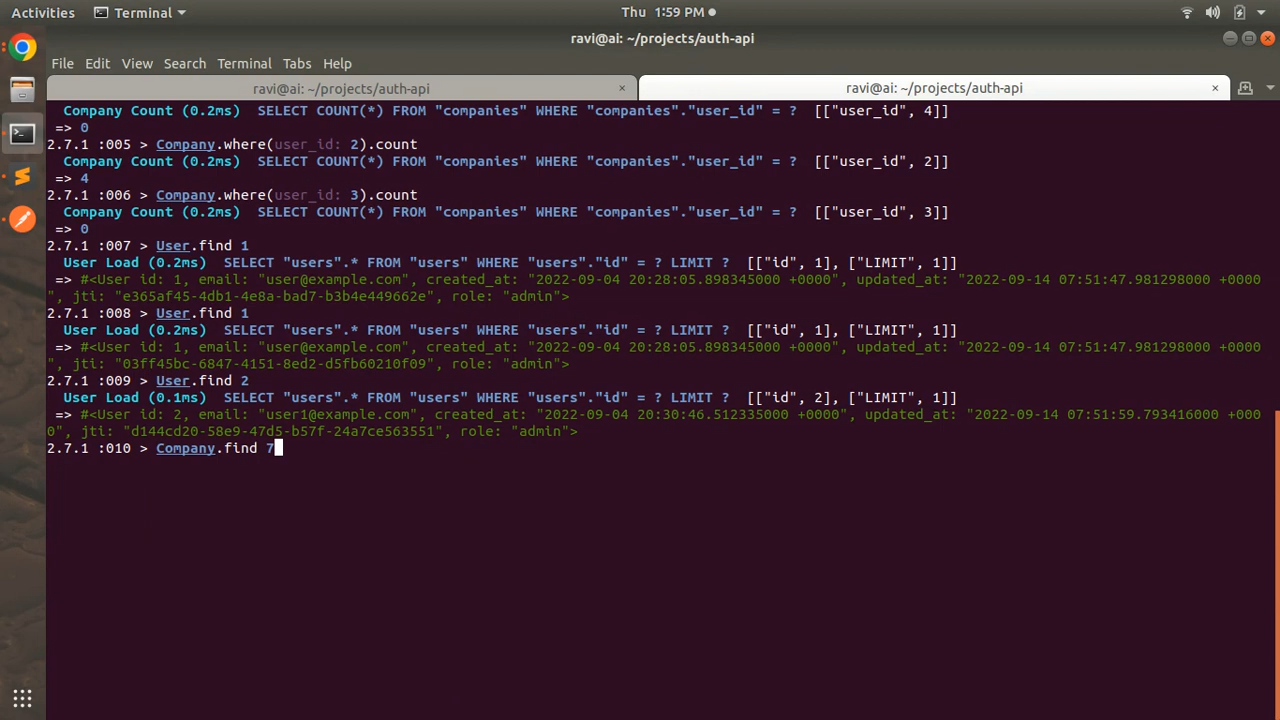 Activities Terminal Thu 1:59 PM
ravi@ai: ~/projects/auth-api
File Edit View Search Terminal Tabs Help
ravi@ai: ~/projects/auth-api × ravi@ai: ~/projects/auth-api ×
Company Count (0.2ms) SELECT COUNT(*) FROM "companies" WHERE "companies"."user_id" = ? [["user_id", 4]]
=> 0
2.7.1 :005 > Company.where(user_id: 2).count
Company Count (0.2ms) SELECT COUNT(*) FROM "companies" WHERE "companies"."user_id" = ? [["user_id", 2]]
=> 4
2.7.1 :006 > Company.where(user_id: 3).count
Company Count (0.2ms) SELECT COUNT(*) FROM "companies" WHERE "companies"."user_id" = ? [["user_id", 3]]
=> 0
2.7.1 :007 > User.find 1
User Load (0.2ms) SELECT "users".* FROM "users" WHERE "users"."id" = ? LIMIT ? [["id", 1], ["LIMIT", 1]]
=> #<User id: 1, email: "user@example.com", created_at: "2022-09-04 20:28:05.898345000 +0000", updated_at: "2022-09-14 07:51:47.981298000 +0000
", jti: "e365af45-4db1-4e8a-bad7-b3b4e449662e", role: "admin">
2.7.1 :008 > User.find 1
User Load (0.2ms) SELECT "users".* FROM "users" WHERE "users"."id" = ? LIMIT ? [["id", 1], ["LIMIT", 1]]
=> #<User id: 1, email: "user@example.com", created_at: "2022-09-04 20:28:05.898345000 +0000", updated_at: "2022-09-14 07:51:47.981298000 +0000
", jti: "03ff45bc-6847-4151-8ed2-d5fb60210f09", role: "admin">
2.7.1 :009 > User.find 2
User Load (0.1ms) SELECT "users".* FROM "users" WHERE "users"."id" = ? LIMIT ? [["id", 2], ["LIMIT", 1]]
=> #<User id: 2, email: "user1@example.com", created_at: "2022-09-04 20:30:46.512335000 +0000", updated_at: "2022-09-14 07:51:59.793416000 +000
0", jti: "d144cd20-58e9-47d5-b57f-24a7ce563551", role: "admin">
2.7.1 :010 > Company.find 7